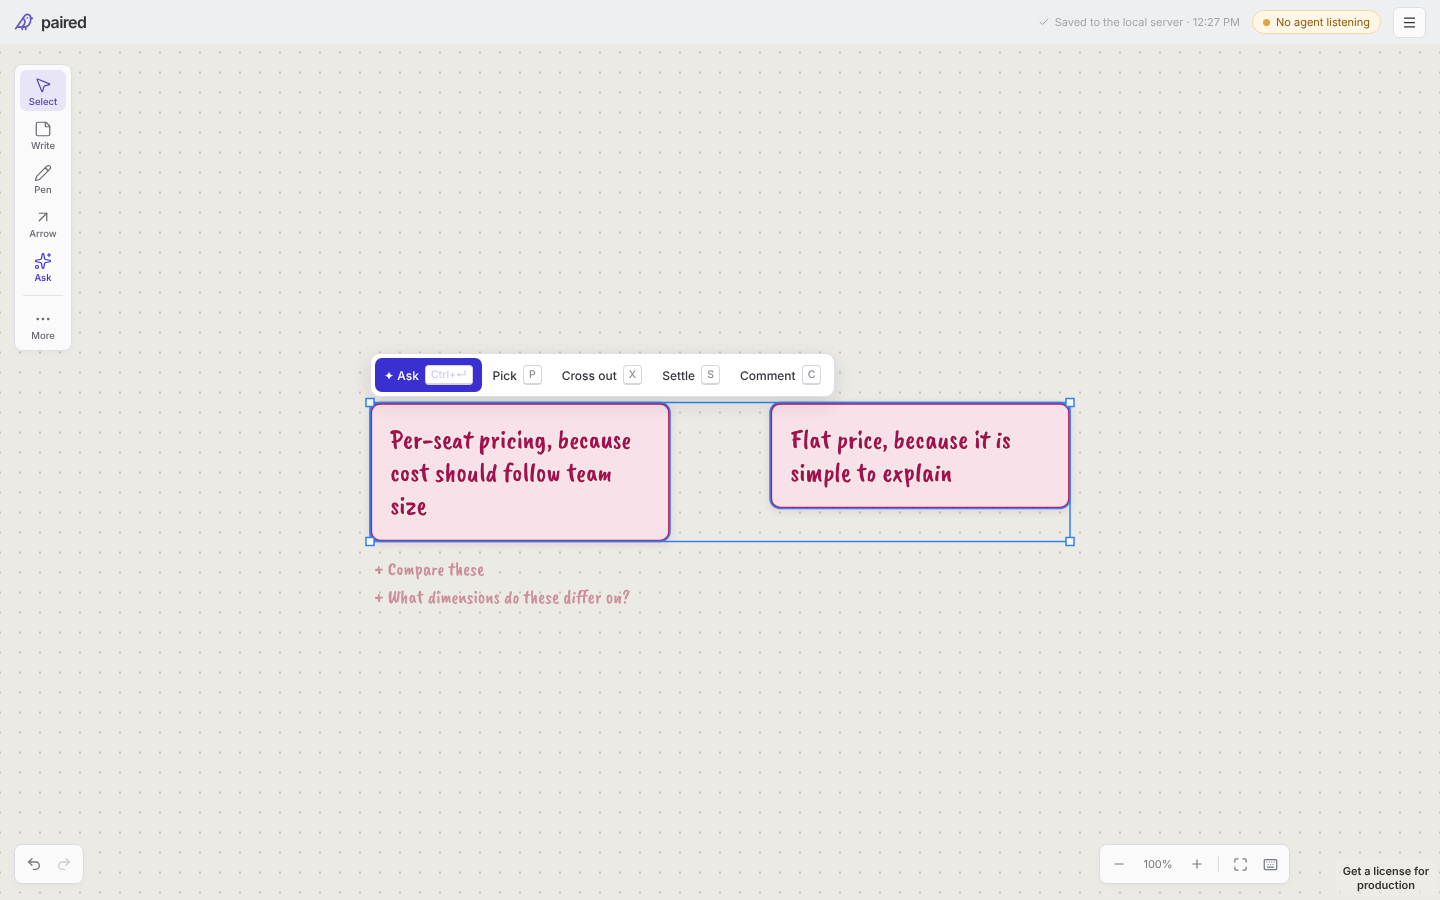 paired
Saved to the local server · 12:27 PM
No agent listening
Select
Write
Pen
Arrow
Ask
More
✦ Ask Ctrl+↵ Pick P Cross out X Settle S Comment C
Per-seat pricing, because
cost should follow team
size
Flat price, because it is
simple to explain
+ Compare these
+ What dimensions do these differ on?
100%
Get a license for
production